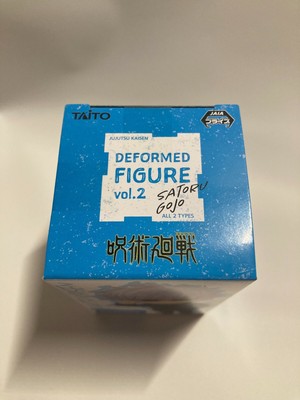 TAITO
JAIA
プライズ
JUJUTSU KAISEN
DEFORMED
FIGURE
vol.2
SATORU
GOJO
ALL 2 TYPES
呪術廻戦